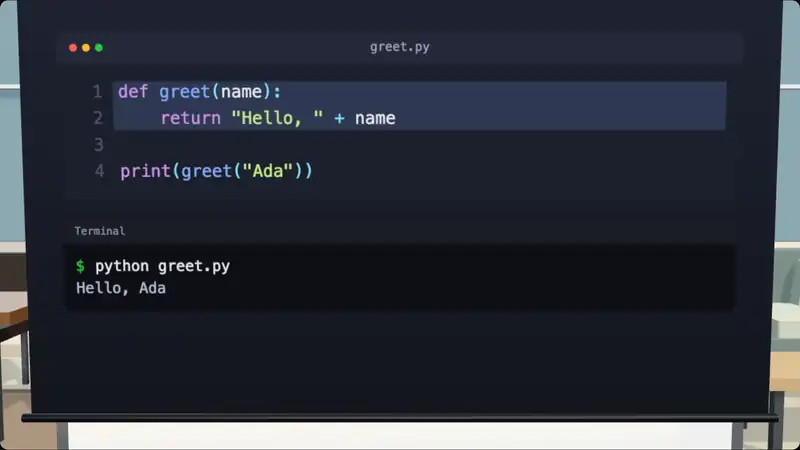 greet.py
1 def greet(name):
2     return "Hello, " + name
3
4 print(greet("Ada"))
Terminal
$ python greet.py
Hello, Ada